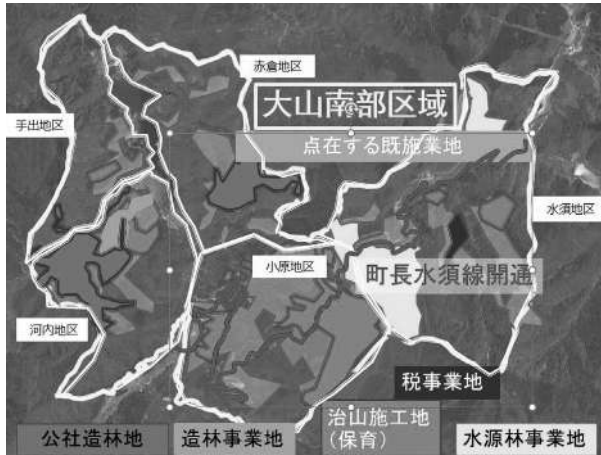 赤倉地区
大山南部区域
手出地区
点在する既施業地
水須地区
小原地区
町長水須線開通
河内地区
税事業地
公社造林地
造林事業地
治山施工地
（保育）
水源林事業地